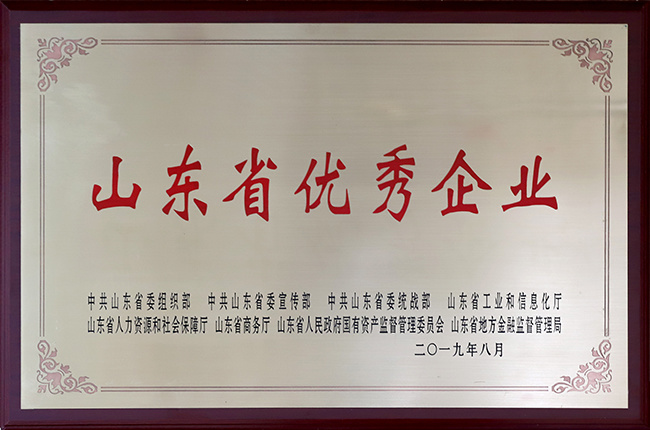 山东省优秀企业
中共山东省委组织部 中共山东省委宣传部 中共山东省委统战部 山东省工业和信息化厅
山东省人力资源和社会保障厅 山东省商务厅 山东省人民政府国有资产监督管理委员会 山东省地方金融监督管理局
二〇一九年八月